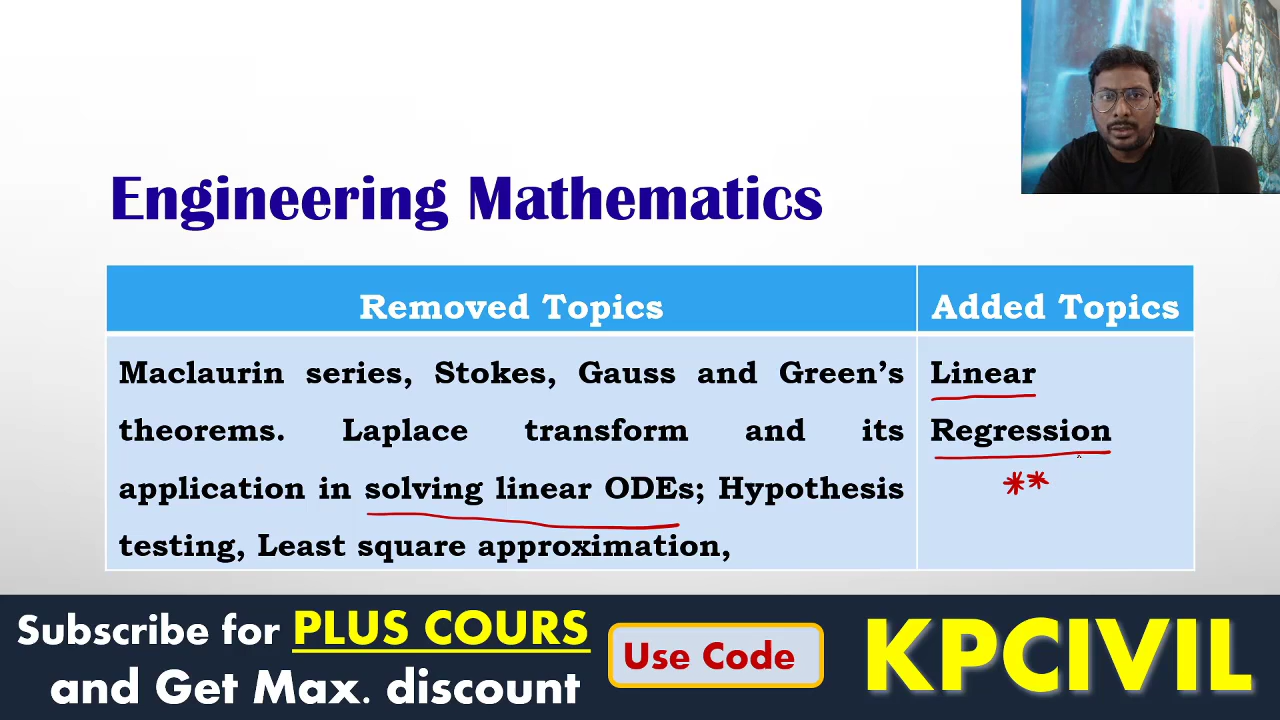 Engineering Mathematics
Removed Topics
Added Topics
Maclaurin series, Stokes, Gauss and Green's
theorems. Laplace transform and its
application in solving linear ODEs; Hypothesis
testing, Least square approximation,
Linear
Regression
**
Subscribe for PLUS COURS
and Get Max. discount
Use Code
KPCIVIL